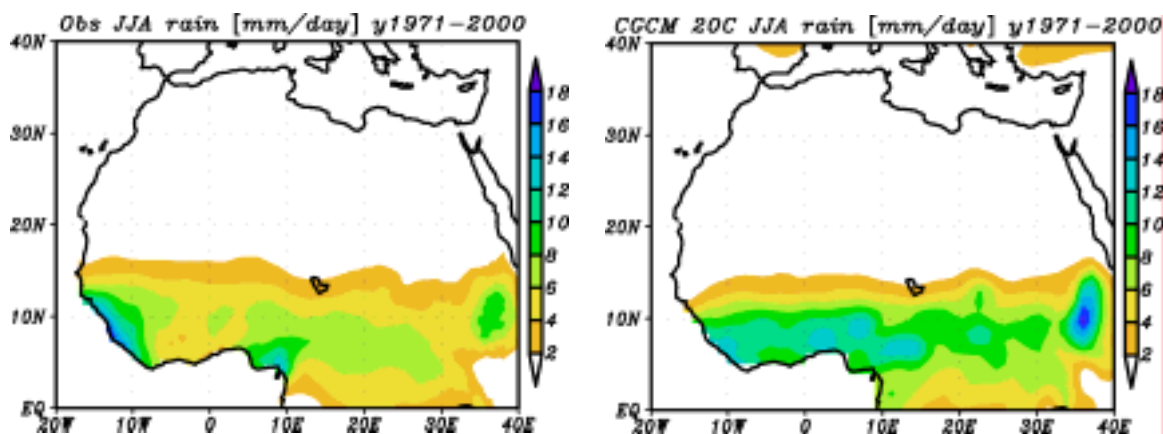 Obs JJA rain [mm/day] y1971-2000
40N
30N
20N
10N
EQ
20W
10W
0
10E
20E
30E
40E
18
16
14
12
10
8
6
4
2
CGCM 20C JJA rain [mm/day] y1971-2000
40N
30N
20N
10N
EQ
20W
10W
0
10E
20E
30E
40E
18
16
14
12
10
8
6
4
2